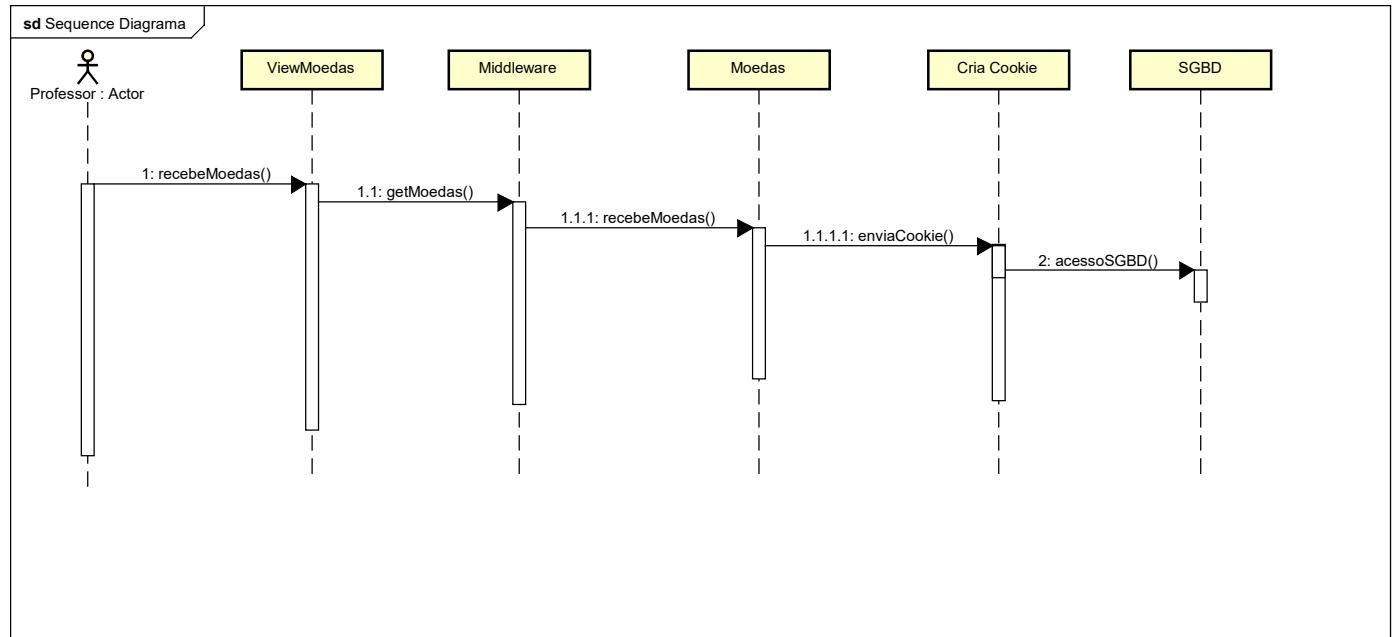 sd Sequence Diagrama
Professor : Actor
ViewMoedas
Middleware
Moedas
Cria Cookie
SGBD
1: recebeMoedas()
1.1: getMoedas()
1.1.1: recebeMoedas()
1.1.1.1: enviaCookie()
2: acessoSGBD()